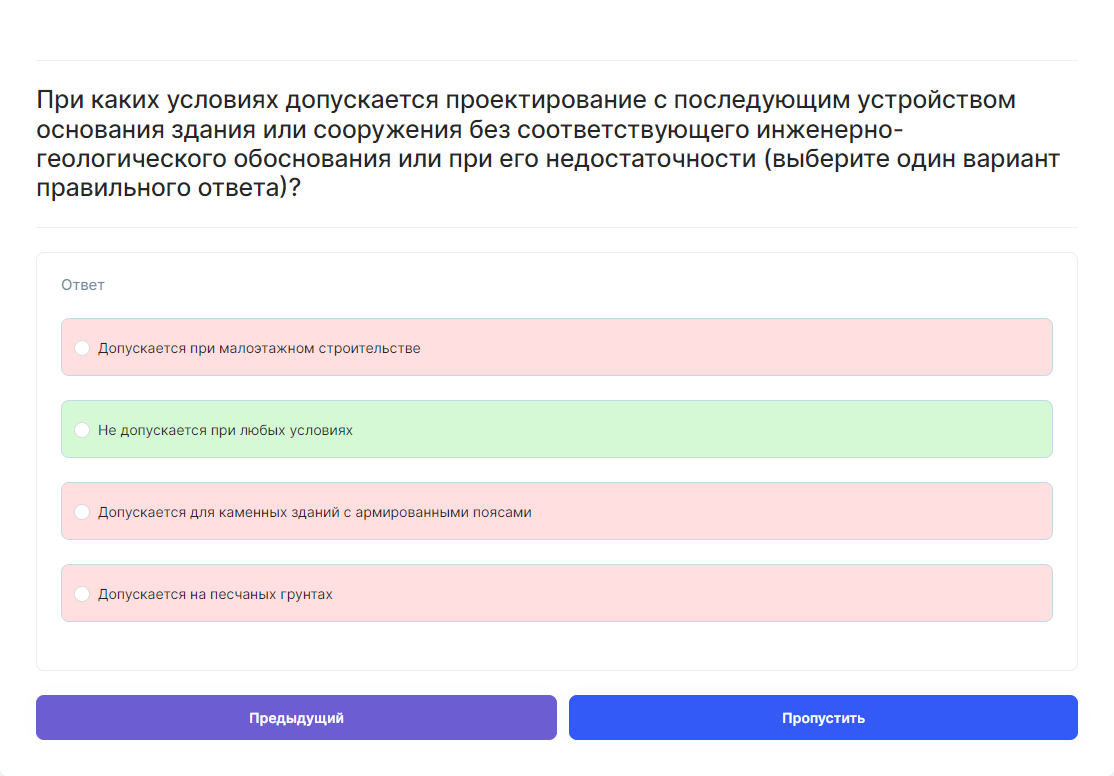 При каких условиях допускается проектирование с последующим устройством
основания здания или сооружения без соответствующего инженерно-
геологического обоснования или при его недостаточности (выберите один вариант
правильного ответа)?
Ответ
Допускается при малоэтажном строительстве
Не допускается при любых условиях
Допускается для каменных зданий с армированными поясами
Допускается на песчаных грунтах
Предыдущий
Пропустить